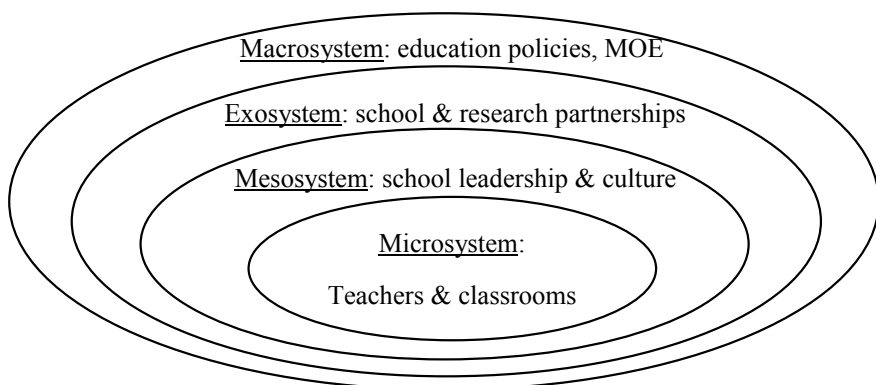 Macrosystem: education policies, MOE
Exosystem: school & research partnerships
Mesosystem: school leadership & culture
Microsystem:
Teachers & classrooms